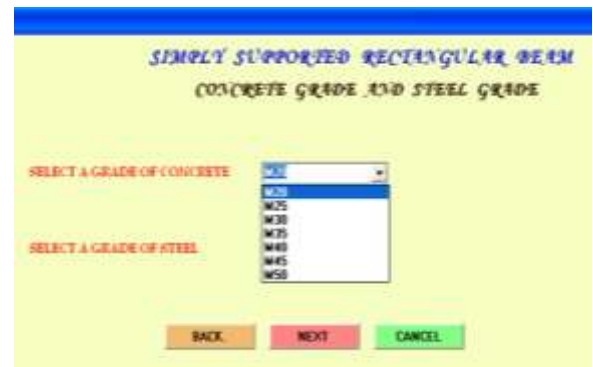 SIMPLY SUPPORTED RECTANGULAR BEAM
CONCRETE GRADE AND STEEL GRADE
SELECT A GRADE OF CONCRETE
M20
M20
M25
M30
M35
M40
M45
M50
SELECT A GRADE OF STEEL
BACK
NEXT
CANCEL